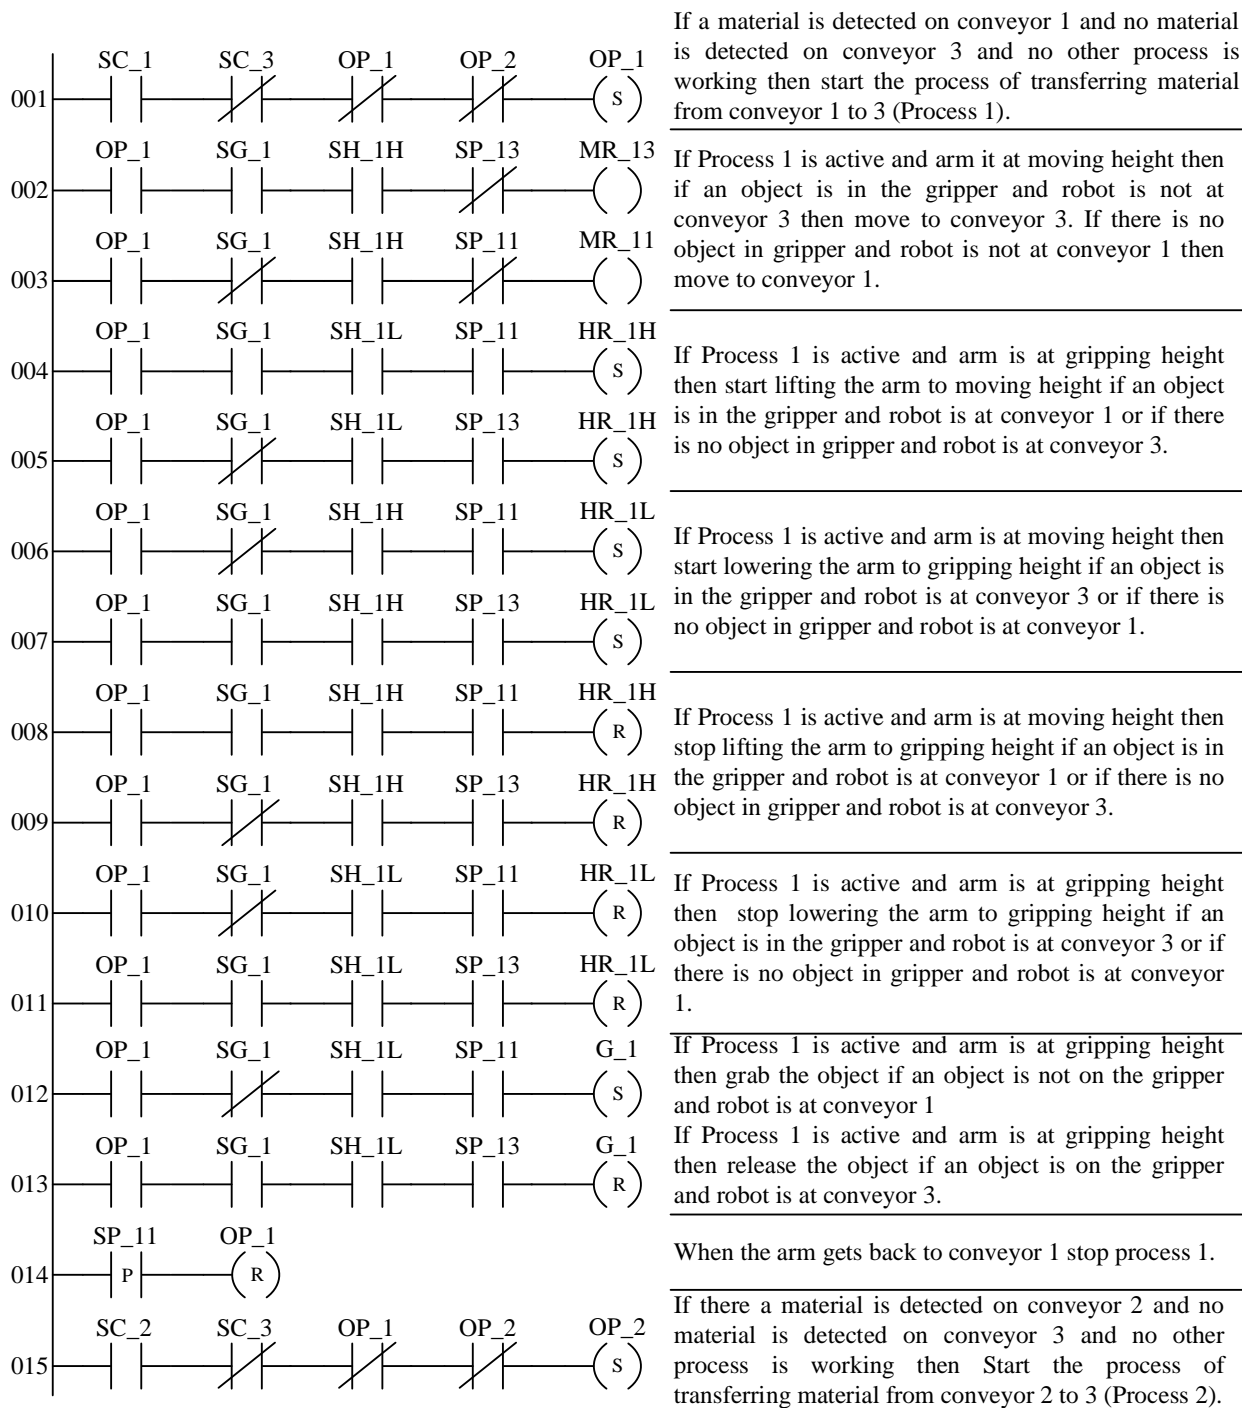 If a material is detected on conveyor 1 and no material
is detected on conveyor 3 and no other process is
working then start the process of transferring material
from conveyor 1 to 3 (Process 1).
SC_1 SC_3 OP_1 OP_2 OP_1
001 S
If Process 1 is active and arm it at moving height then
if an object is in the gripper and robot is not at
conveyor 3 then move to conveyor 3. If there is no
object in gripper and robot is not at conveyor 1 then
move to conveyor 1.
OP_1 SG_1 SH_1H SP_13 MR_13
002
OP_1 SG_1 SH_1H SP_11 MR_11
003
If Process 1 is active and arm is at gripping height
then start lifting the arm to moving height if an object
is in the gripper and robot is at conveyor 1 or if there
is no object in gripper and robot is at conveyor 3.
OP_1 SG_1 SH_1L SP_11 HR_1H
004 S
OP_1 SG_1 SH_1L SP_13 HR_1H
005 S
If Process 1 is active and arm is at moving height then
start lowering the arm to gripping height if an object is
in the gripper and robot is at conveyor 3 or if there is
no object in gripper and robot is at conveyor 1.
OP_1 SG_1 SH_1H SP_11 HR_1L
006 S
OP_1 SG_1 SH_1H SP_13 HR_1L
007 S
If Process 1 is active and arm is at moving height then
stop lifting the arm to gripping height if an object is in
the gripper and robot is at conveyor 1 or if there is no
object in gripper and robot is at conveyor 3.
OP_1 SG_1 SH_1H SP_11 HR_1H
008 R
OP_1 SG_1 SH_1H SP_13 HR_1H
009 R
If Process 1 is active and arm is at gripping height
then stop lowering the arm to gripping height if an
object is in the gripper and robot is at conveyor 3 or if
there is no object in gripper and robot is at conveyor
1.
OP_1 SG_1 SH_1L SP_11 HR_1L
010 R
OP_1 SG_1 SH_1L SP_13 HR_1L
011 R
If Process 1 is active and arm is at gripping height
then grab the object if an object is not on the gripper
and robot is at conveyor 1
OP_1 SG_1 SH_1L SP_11 G_1
012 S
If Process 1 is active and arm is at gripping height
then release the object if an object is on the gripper
and robot is at conveyor 3.
OP_1 SG_1 SH_1L SP_13 G_1
013 R
When the arm gets back to conveyor 1 stop process 1.
SP_11 OP_1
014 P R
If there a material is detected on conveyor 2 and no
material is detected on conveyor 3 and no other
process is working then Start the process of
transferring material from conveyor 2 to 3 (Process 2).
SC_2 SC_3 OP_1 OP_2 OP_2
015 S